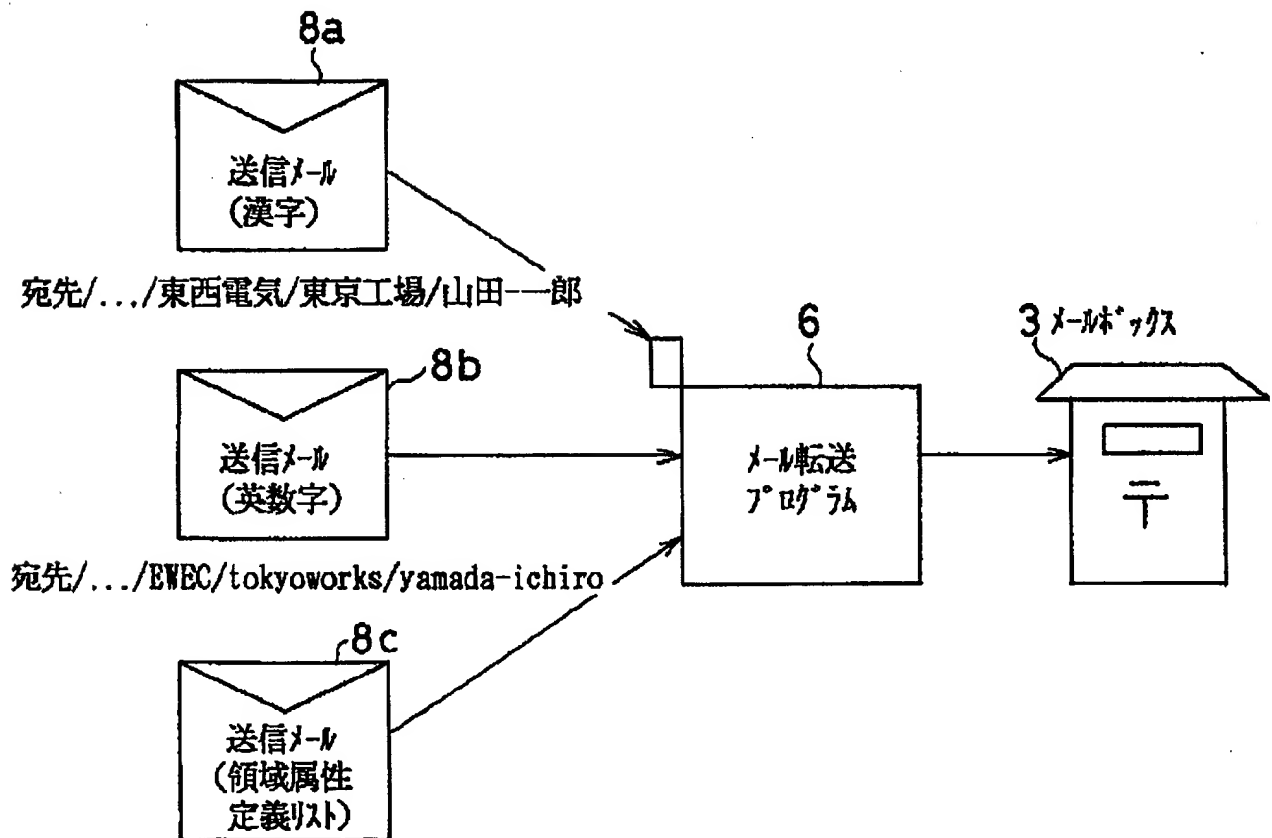 8a
送信メール
(漢字)
宛先/.../東西電気/東京工場/山田一郎
8b
送信メール
(英数字)
宛先/.../EWEC/tokyoworks/yamada-ichiro
8c
送信メール
(領域属性
定義リスト)
6
メール転送
プログラム
3 メールボックス
〒